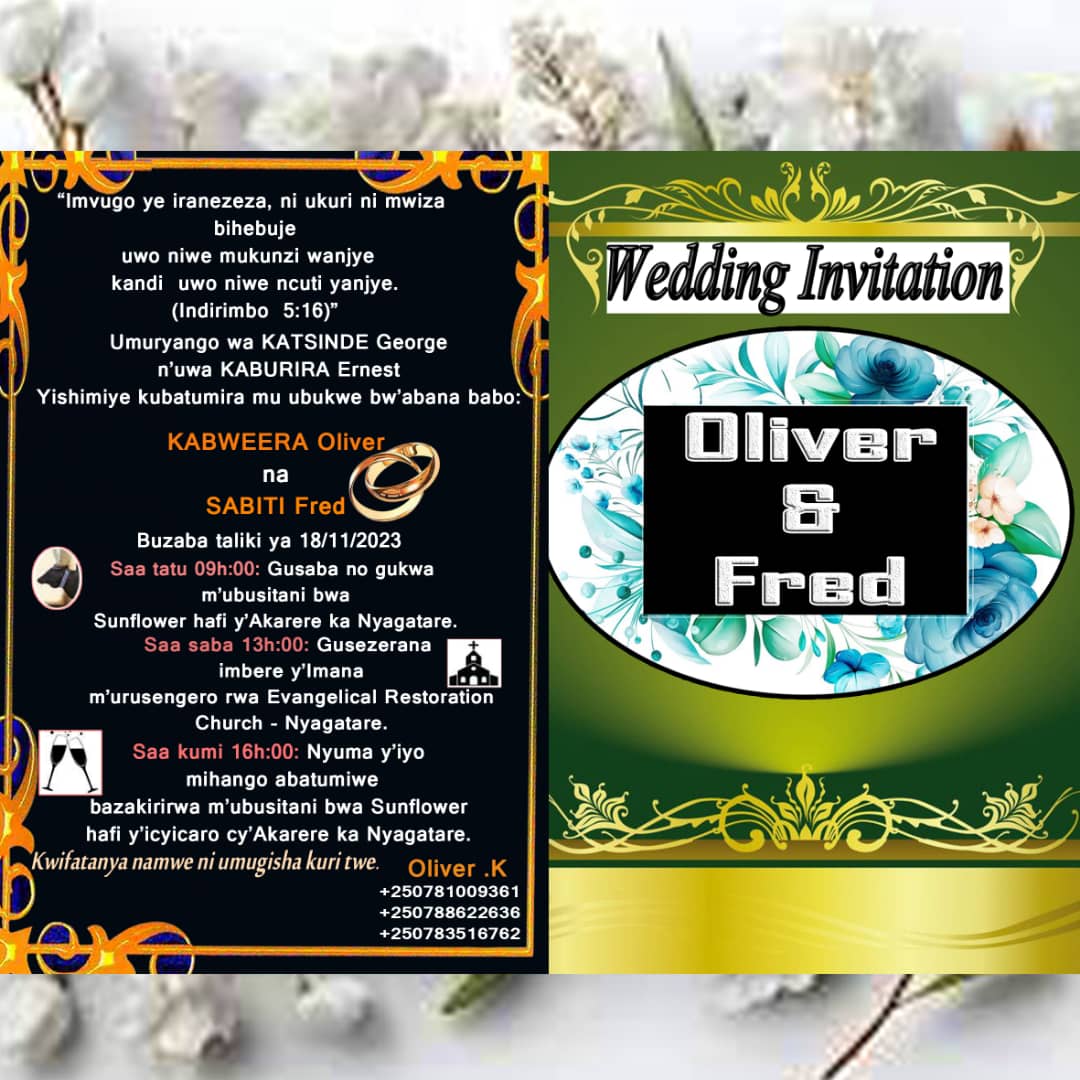 “Imvugo ye iranezeza, ni ukuri ni mwiza
bihebuje
uwo niwe mukunzi wanjye
kandi uwo niwe ncuti yanjye.
(Indirimbo 5:16)”
Umuryango wa KATSINDE George
n’uwa KABURIRA Ernest
Yishimiye kubatumira mu ubukwe bw’abana babo:
KABWEERA Oliver
na
SABITI Fred
Buzaba taliki ya 18/11/2023
Saa tatu 09h:00: Gusaba no gukwa
m’ubusitani bwa
Sunflower hafi y’Akarere ka Nyagatare.
Saa saba 13h:00: Gusezerana
imbere y’Imana
m’urusengero rwa Evangelical Restoration
Church - Nyagatare.
Saa kumi 16h:00: Nyuma y’iyo
mihango abatumiwe
bazakirirwa m’ubusitani bwa Sunflower
hafi y’icyicaro cy’Akarere ka Nyagatare.
Kwifatanya namwe ni umugisha kuri twe.
Oliver .K
+250781009361
+250788622636
+250783516762
Wedding Invitation
Oliver
&
Fred